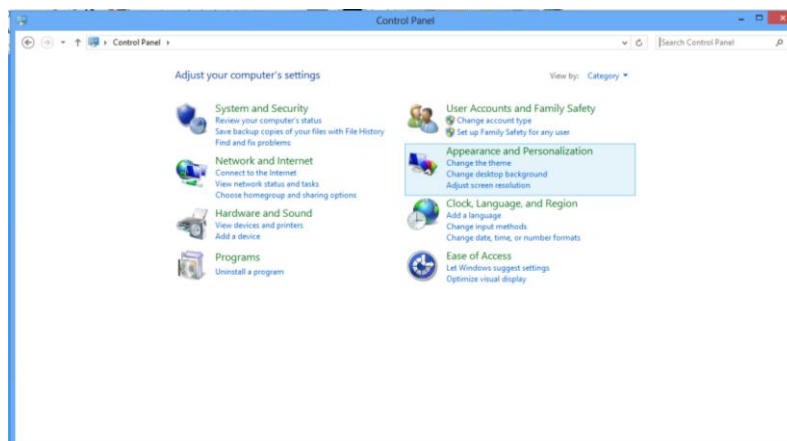 Control Panel
Control Panel
Search Control Panel
Adjust your computer's settings
View by: Category
System and Security
Review your computer's status
Save backup copies of your files with File History
Find and fix problems
Network and Internet
Connect to the Internet
View network status and tasks
Choose homegroup and sharing options
Hardware and Sound
View devices and printers
Add a device
Programs
Uninstall a program
User Accounts and Family Safety
Change account type
Set up Family Safety for any user
Appearance and Personalization
Change the theme
Change desktop background
Adjust screen resolution
Clock, Language, and Region
Add a language
Change input methods
Change date, time, or number formats
Ease of Access
Let Windows suggest settings
Optimize visual display